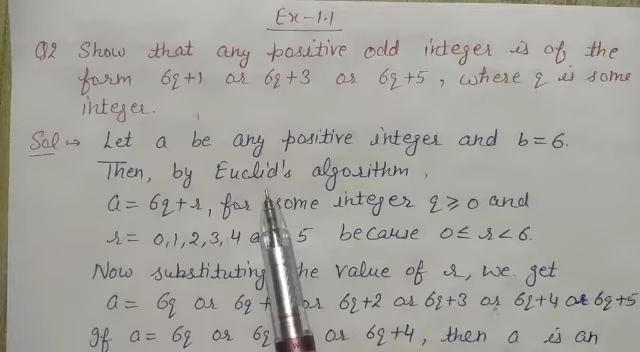 Ex-1.1
Q2 Show that any positive odd integer is of the
form 6q+1 or 6q+3 or 6q+5, where q is some
integer.
Sol → Let a be any positive integer and b=6.
Then, by Euclid's algorithm,
a=6q+r, for some integer q ≥ 0 and
r=0,1,2,3,4 5 because 0≤r<6.
Now substituting the value of r, we get
a= 6q or 6q+ or 6q+2 or 6q+3 or 6q+4 or 6q+5
If a= 6q or 6q or 6q+4, then a is an